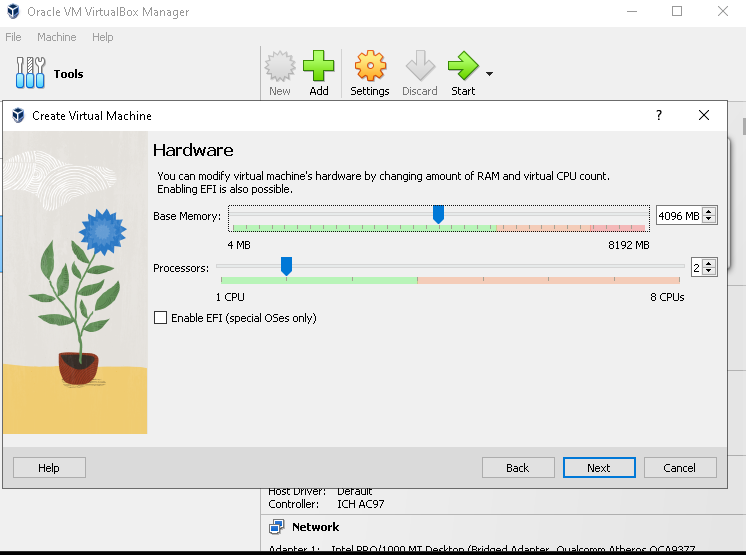 Oracle VM VirtualBox Manager
File Machine Help
Tools
New Add Settings Discard Start
Create Virtual Machine
?
Hardware
You can modify virtual machine's hardware by changing amount of RAM and virtual CPU count.
Enabling EFI is also possible.
Base Memory: 4096 MB
4 MB 8192 MB
Processors: 2
1 CPU 8 CPUs
Enable EFI (special OSes only)
Help Back Next Cancel
Host Driver: Default
Controller: ICH AC97
Network
Adapter 1: Intel PRO/1000 MT Desktop (Bridged Adapter, Qualcomm Atheros QCA9377